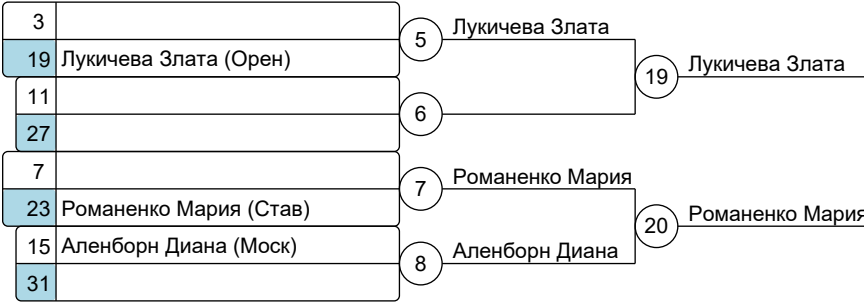 3
19 Лукичева Злата (Орен)
5 Лукичева Злата
19 Лукичева Злата
11
27
6
7
23 Романенко Мария (Став)
7 Романенко Мария
20 Романенко Мария
15 Аленборн Диана (Моск)
31
8 Аленборн Диана